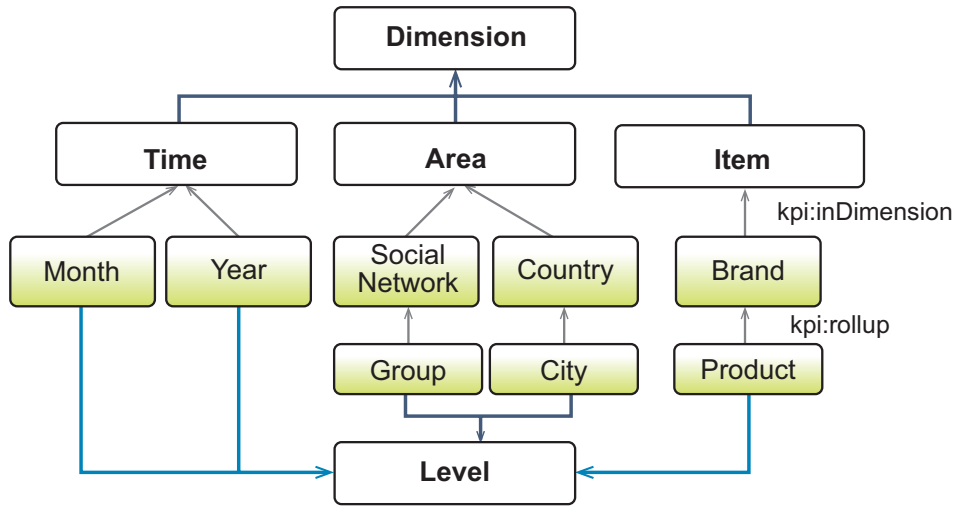 Dimension
Time
Area
Item
kpi:inDimension
Month
Year
Social
Network
Country
Brand
kpi:rollup
Group
City
Product
Level